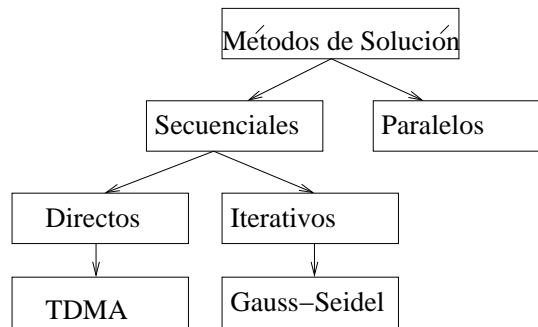 Métodos de Solución
Secuenciales
Paralelos
Directos
Iterativos
TDMA
Gauss–Seidel